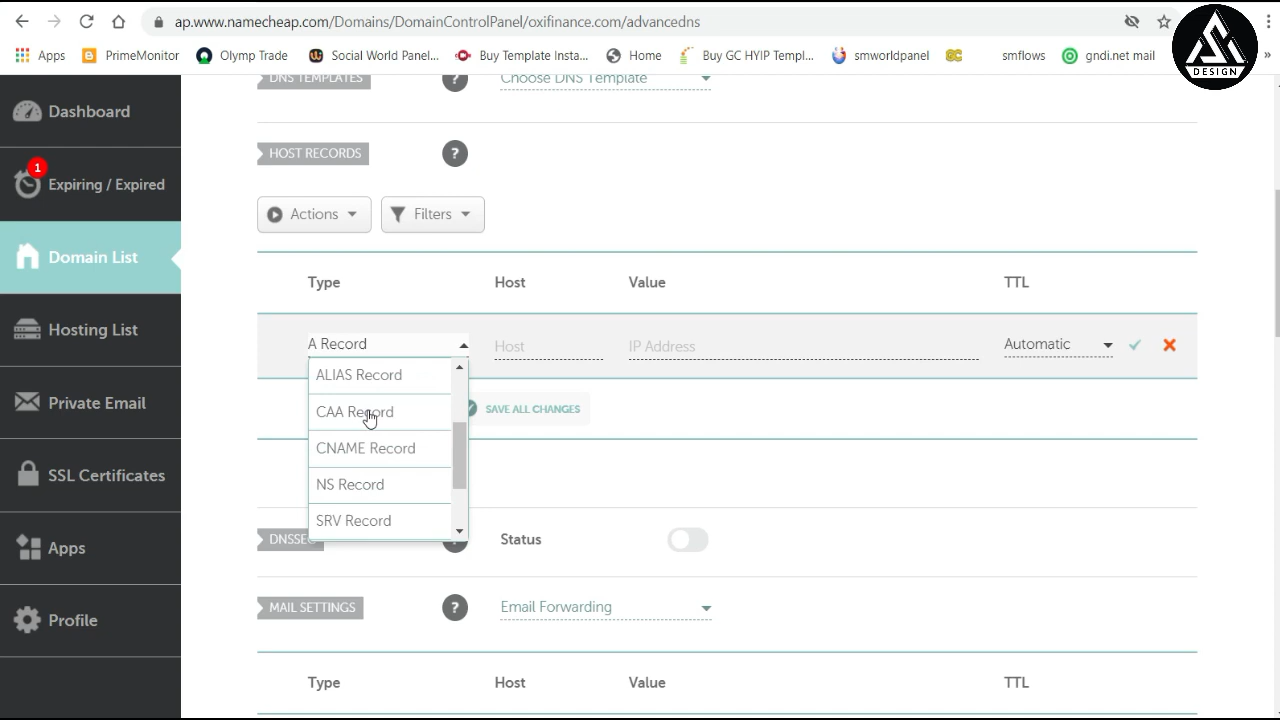 ap.www.namecheap.com/Domains/DomainControlPanel/oxifinance.com/advancedns
Apps
PrimeMonitor
Olymp Trade
Social World Panel...
Buy Template Insta...
Home
Buy GC HYIP Templ...
smworldpanel
GC
smflows
gndi.net mail
»
DESIGN
Dashboard
1
Expiring / Expired
Domain List
Hosting List
Private Email
SSL Certificates
Apps
Profile
DNS TEMPLATES
?
Choose DNS Template
HOST RECORDS
?
Actions
Filters
Type Host Value TTL
A Record
Host
IP Address
Automatic
ALIAS Record
CAA Record
CNAME Record
NS Record
SRV Record
SAVE ALL CHANGES
DNSSEC
?
Status
MAIL SETTINGS
?
Email Forwarding
Type Host Value TTL